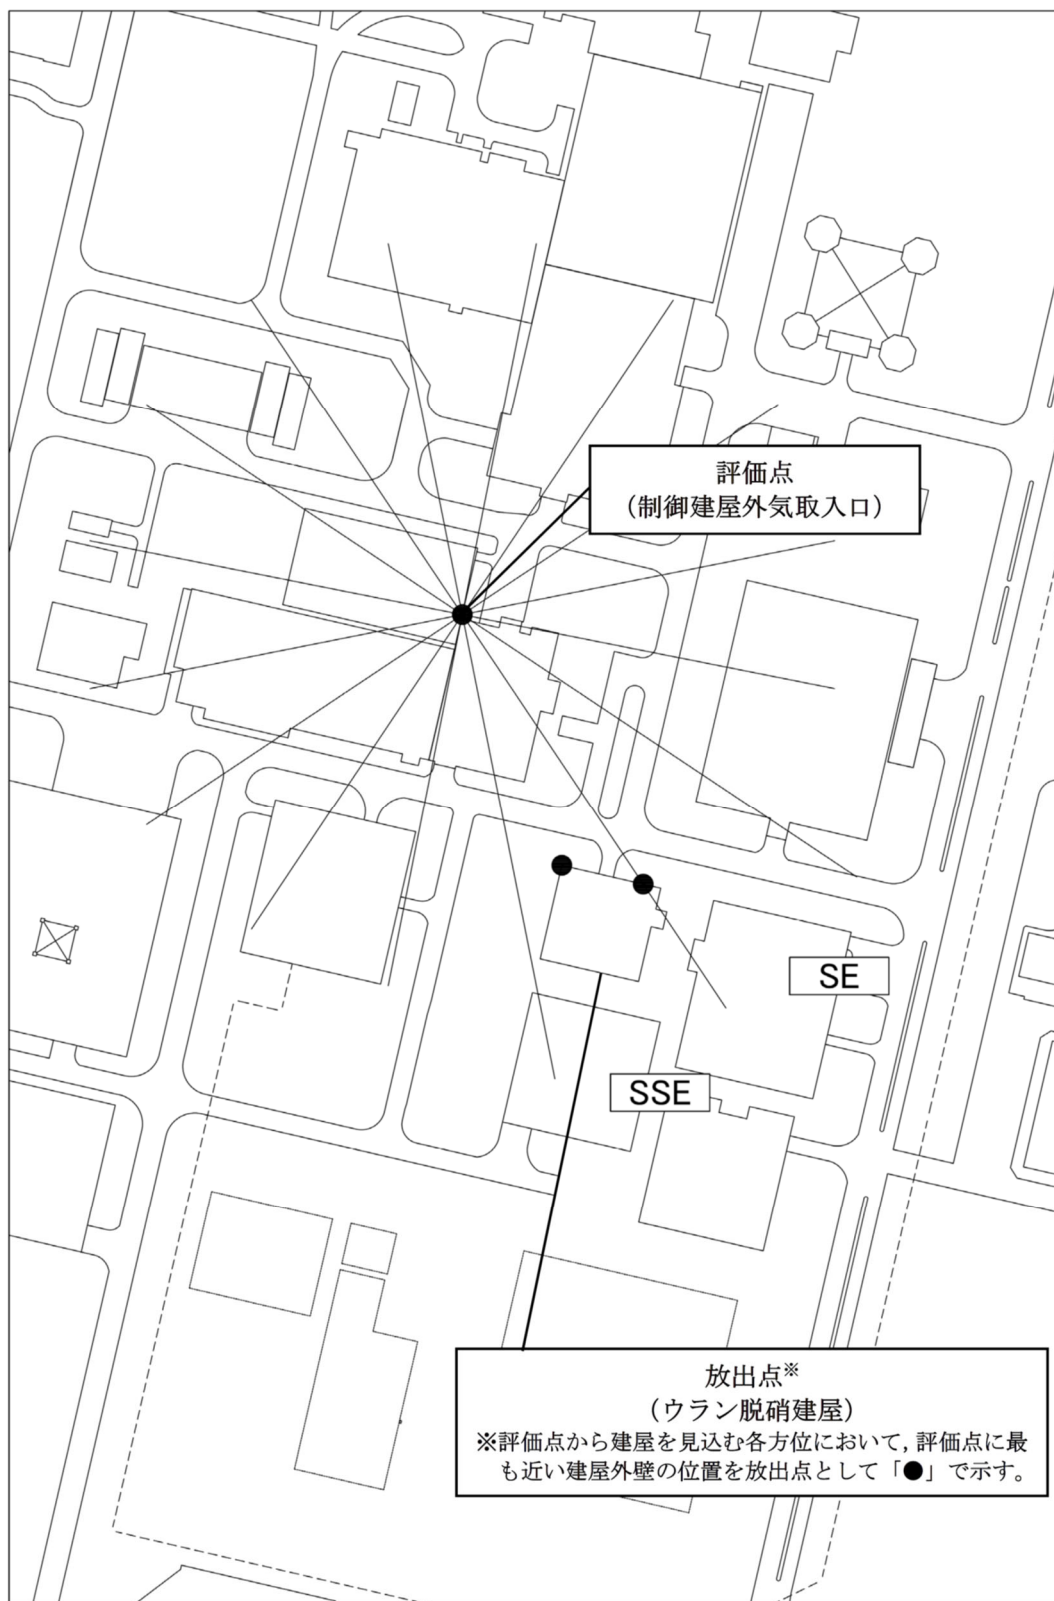 評価点
（制御建屋外気取入口）
SE
SSE
放出点※
（ウラン脱硝建屋）
※評価点から建屋を見込む各方位において，評価点に最
も近い建屋外壁の位置を放出点として「●」で示す。